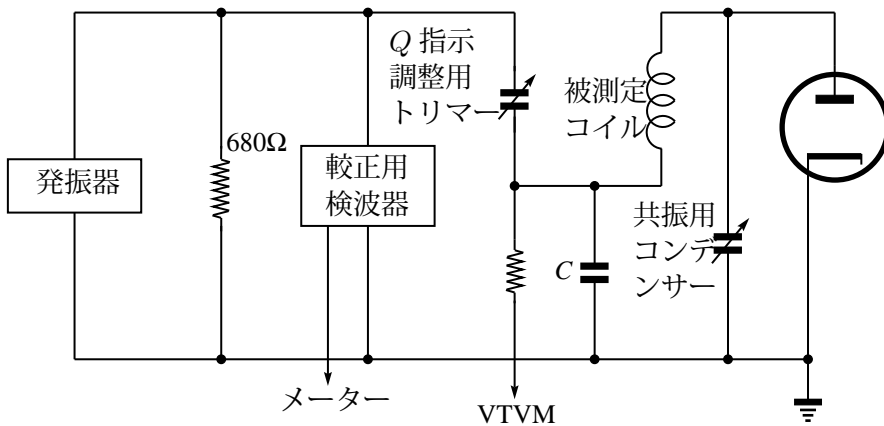 Q 指示
調整用
トリマー
被測定
コイル
680Ω
発振器
較正用
検波器
共振用
コンデ
ンサー
C
メーター
VTVM